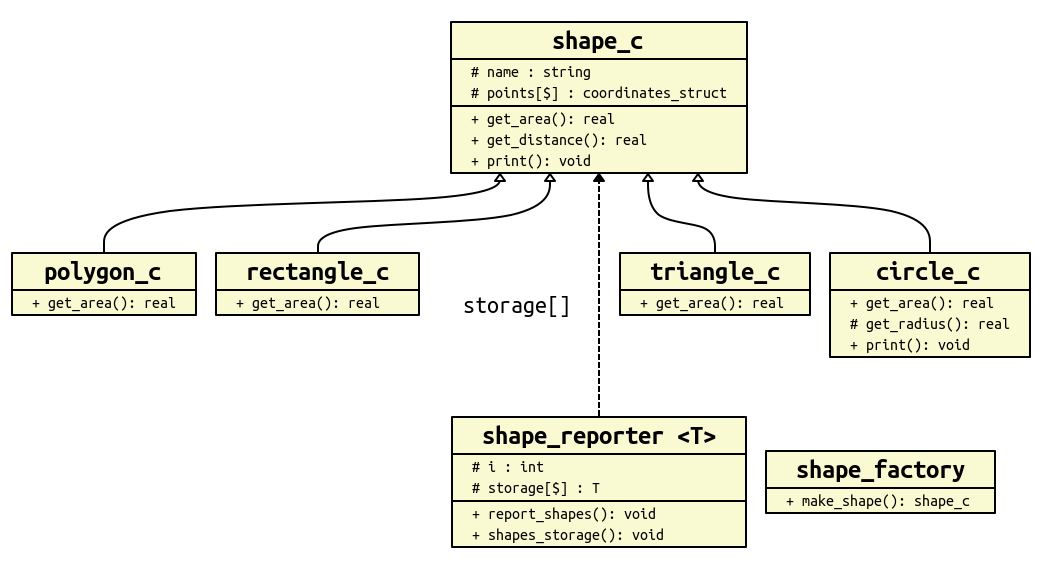 shape_c
# name : string
# points[$] : coordinates_struct
+ get_area(): real
+ get_distance(): real
+ print(): void
polygon_c
+ get_area(): real
rectangle_c
+ get_area(): real
storage[]
triangle_c
+ get_area(): real
circle_c
+ get_area(): real
# get_radius(): real
+ print(): void
shape_reporter <T>
# i : int
# storage[$] : T
+ report_shapes(): void
+ shapes_storage(): void
shape_factory
+ make_shape(): shape_c